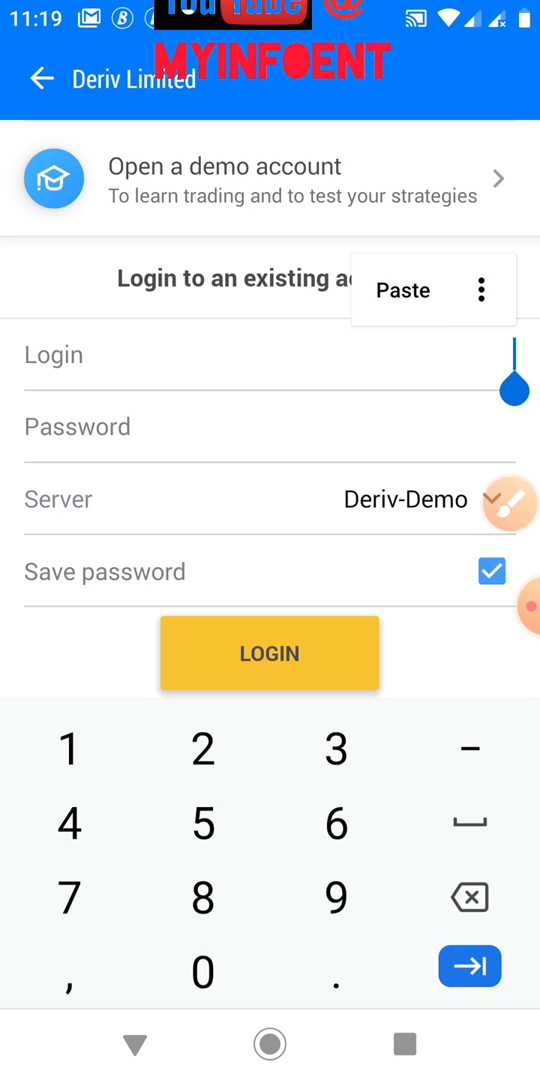 11:19
You Tube @
MYINFOENT
Deriv Limited
Open a demo account
To learn trading and to test your strategies
Login to an existing a
Paste
Login
Password
Server Deriv-Demo
Save password
LOGIN
1 2 3 -
4 5 6
7 8 9
, 0 .